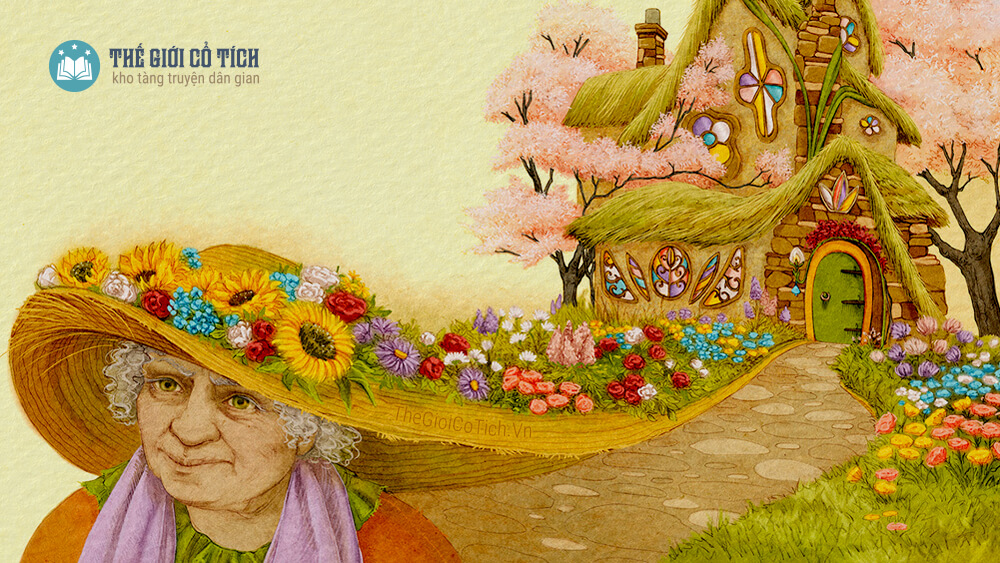 THẾ GIỚI CỔ TÍCH
kho tàng truyện dân gian
TheGioiCoTich.Vn